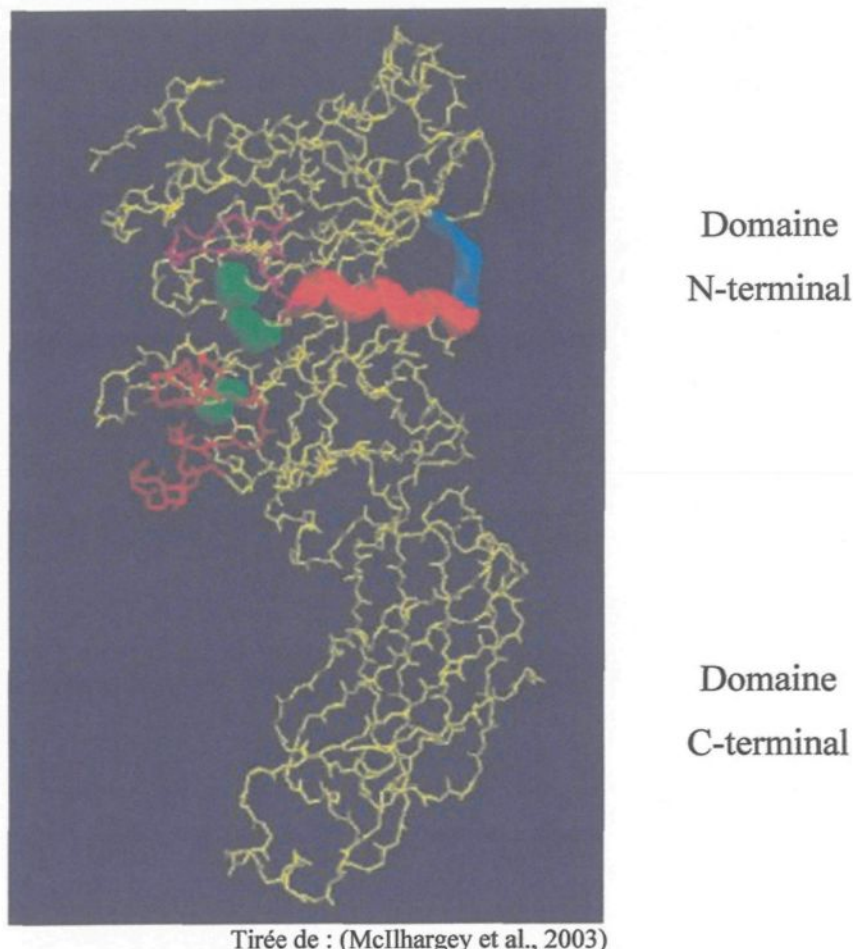 Domaine
N-terminal
Domaine
C-terminal
Tirée de : (McIlhargey et al., 2003)